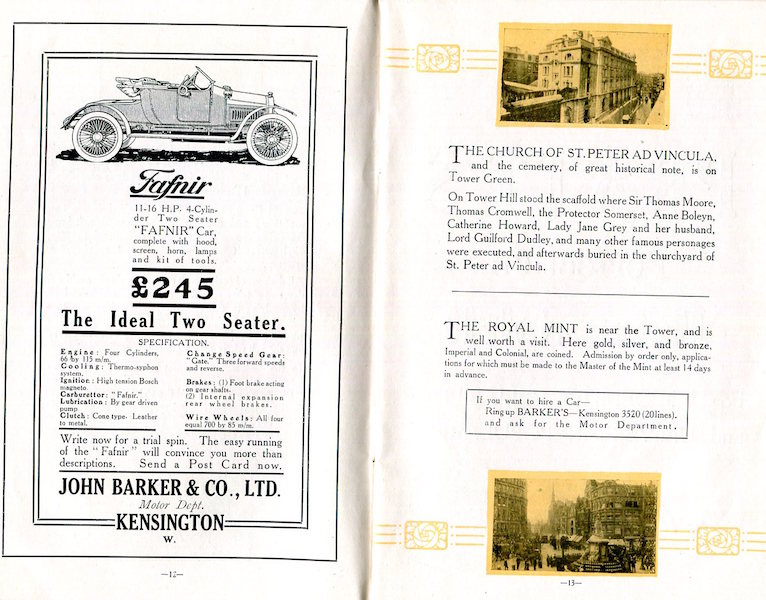 Fafnir
11-16 H.P. 4-Cylin-
der Two Seater
"FAFNIR" Car,
complete with hood,
screen, horn, lamps
and kit of tools.
£245
The Ideal Two Seater.
SPECIFICATION.
Engine: Four Cylinders,
66 by 115 m/m.
Cooling: Thermo-syphon
system.
Ignition: High tension Bosch
magneto.
Carburettor: "Fafnir."
Lubrication: By gear driven
pump
Clutch: Cone type. Leather
to metal.
Change Speed Gear:
"Gate." Three forward speeds
and reverse.
Brakes: (1) Foot brake acting
on gear shafts.
(2) Internal expansion
rear wheel brakes.
Wire Wheels: All four
equal 700 by 85 m/m.
Write now for a trial spin. The easy running
of the "Fafnir" will convince you more than
descriptions. Send a Post Card now.
JOHN BARKER & CO., LTD.
Motor Dept.
KENSINGTON
W.
—12—
THE CHURCH OF ST. PETER AD VINCULA,
and the cemetery, of great historical note, is on
Tower Green.
On Tower Hill stood the scaffold where Sir Thomas Moore,
Thomas Cromwell, the Protector Somerset, Anne Boleyn,
Catherine Howard, Lady Jane Grey and her husband,
Lord Guilford Dudley, and many other famous personages
were executed, and afterwards buried in the churchyard of
St. Peter ad Vincula.
THE ROYAL MINT is near the Tower, and is
well worth a visit. Here gold, silver, and bronze,
Imperial and Colonial, are coined. Admission by order only, applica-
tions for which must be made to the Master of the Mint at least 14 days
in advance.
If you want to hire a Car—
Ring up BARKER'S—Kensington 3520 (20 lines).
and ask for the Motor Department.
—13—